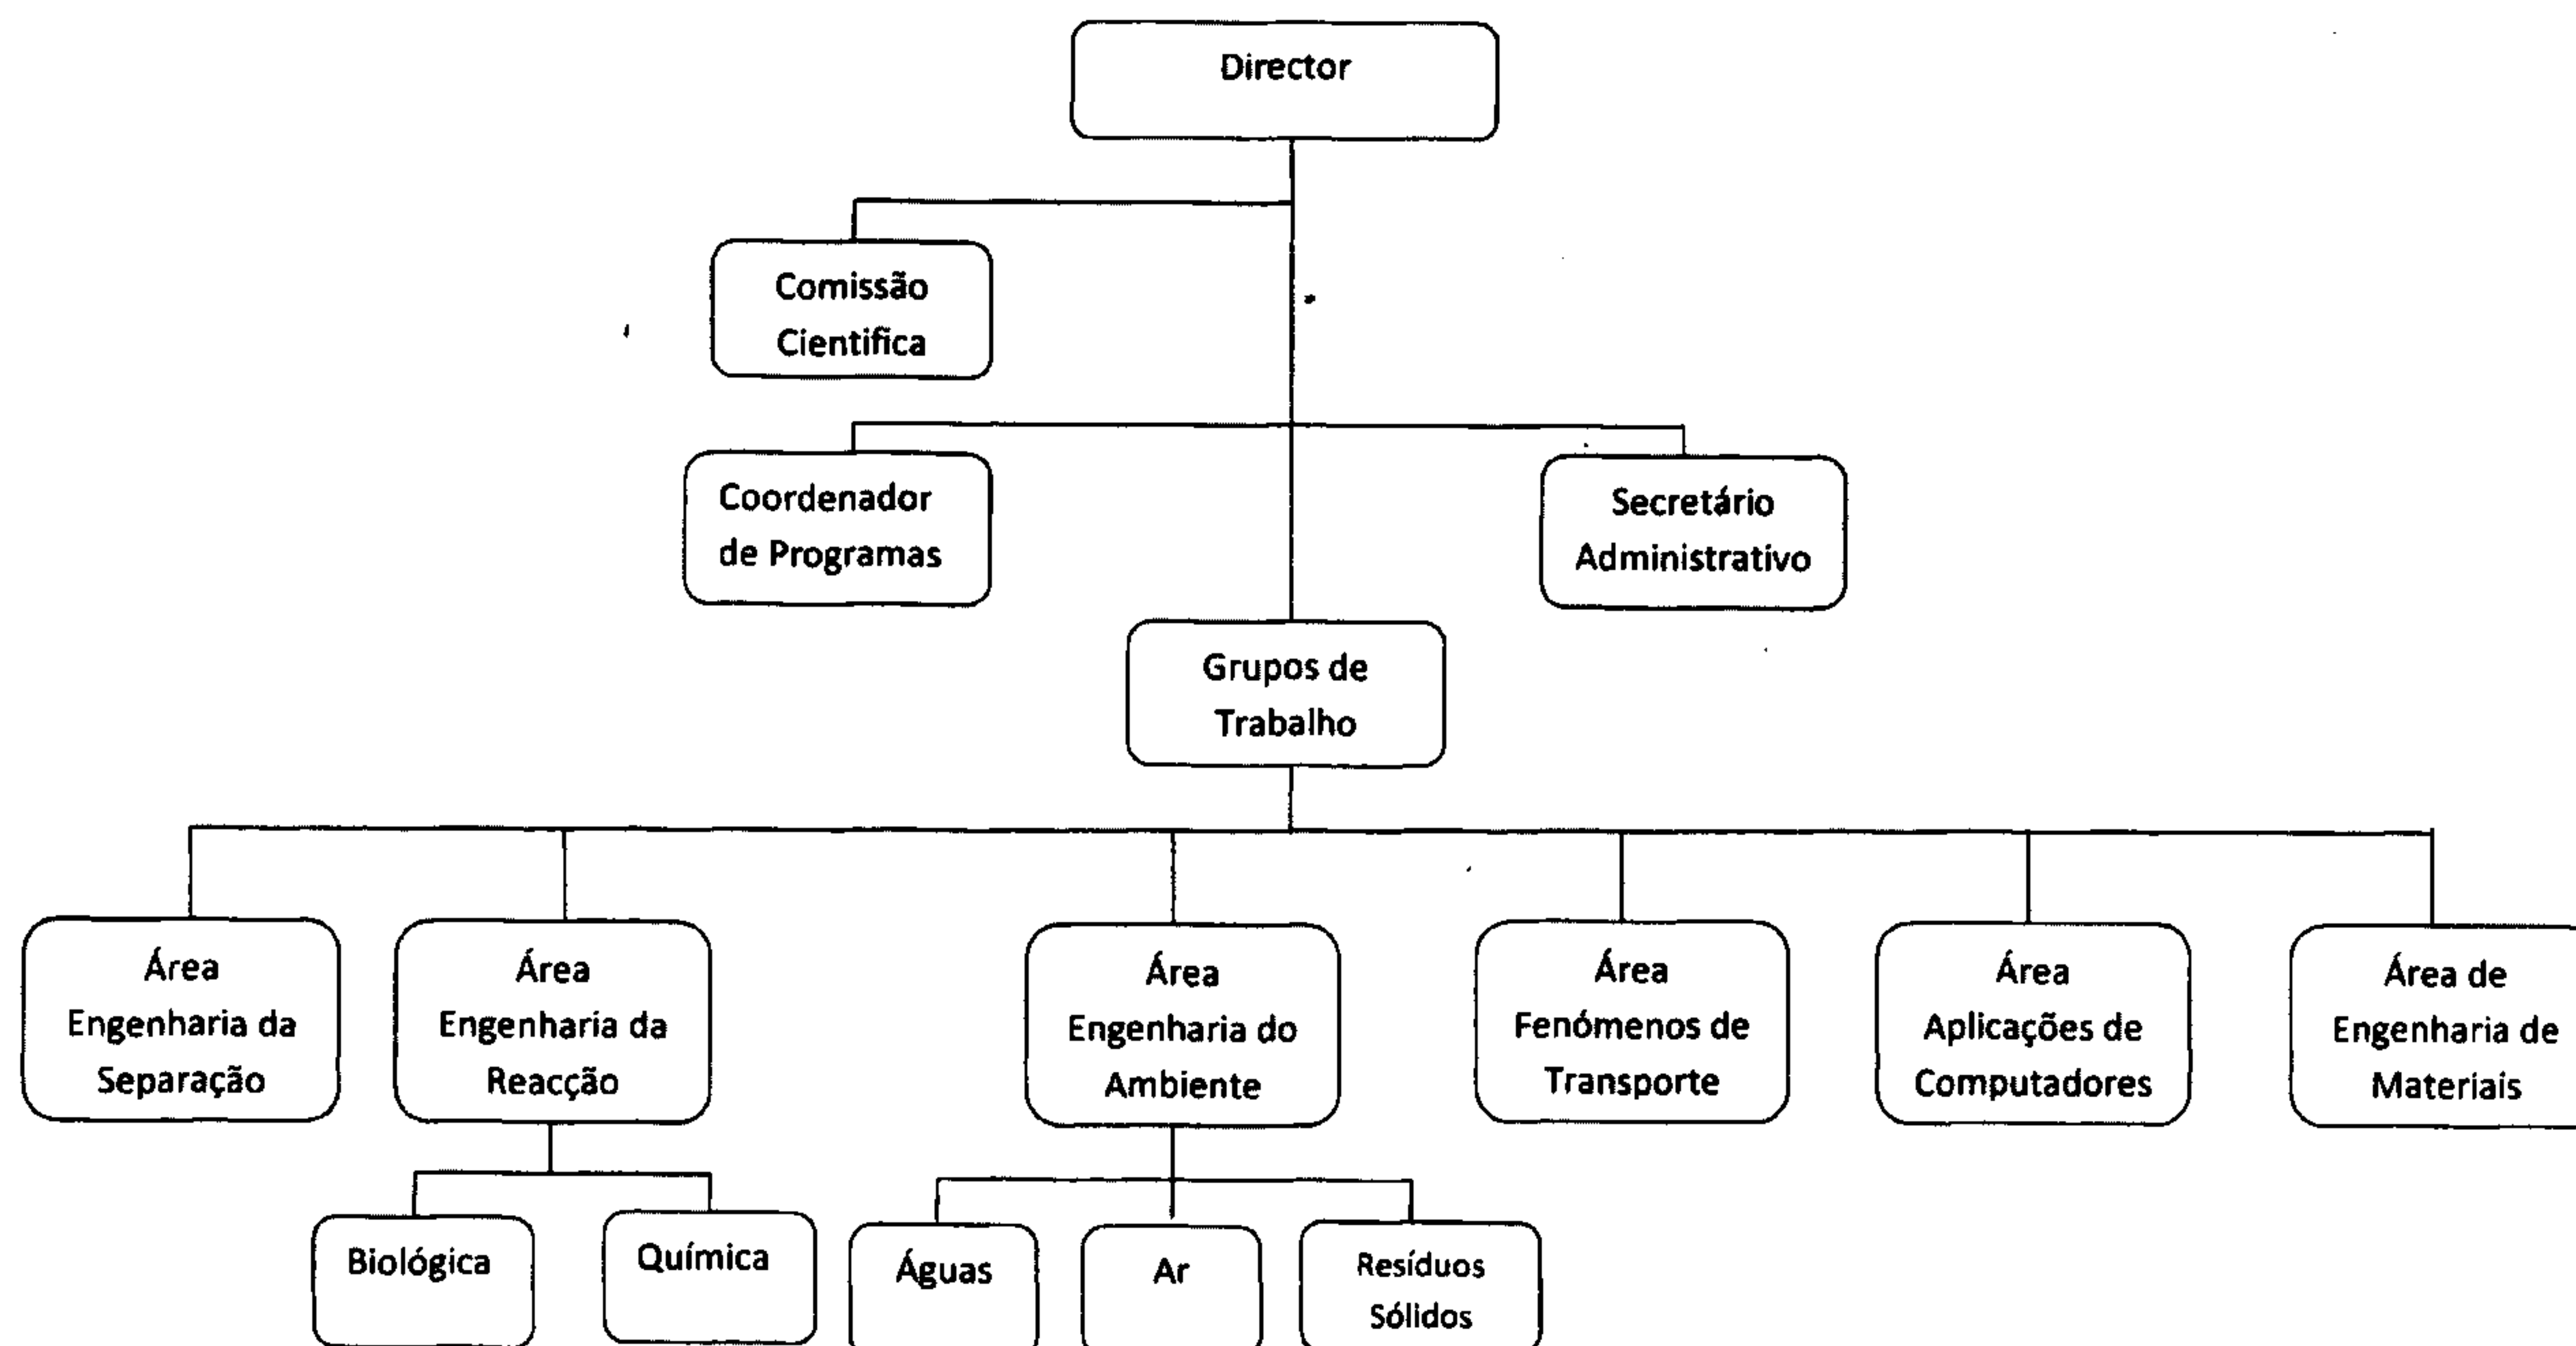 Director
Comissão
Cientifica
Coordenador
de Programas
Secretário
Administrativo
Grupos de
Trabalho
Área
Engenharia da
Separação
Área
Engenharia da
Reacção
Área
Engenharia do
Ambiente
Área
Fenómenos de
Transporte
Área
Aplicações de
Computadores
Área de
Engenharia de
Materiais
Biológica
Química
Águas
Ar
Resíduos
Sólidos